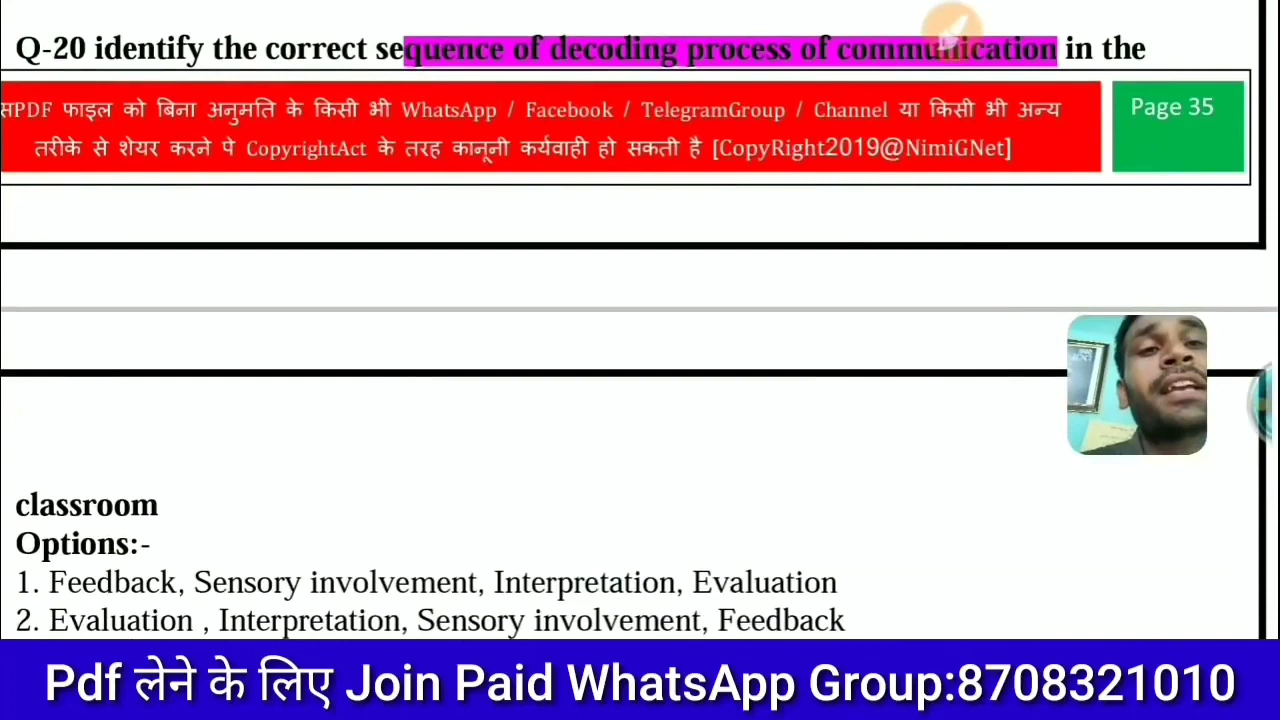 Q-20 identify the correct sequence of decoding process of communication in the
सPDF फाइल को बिना अनुमति के किसी भी WhatsApp / Facebook / TelegramGroup / Channel या किसी भी अन्य
तरीके से शेयर करने पे CopyrightAct के तरह कानूनी कर्यवाही हो सकती है [CopyRight2019@NimiGNet]
Page 35
classroom
Options:-
1. Feedback, Sensory involvement, Interpretation, Evaluation
2. Evaluation , Interpretation, Sensory involvement, Feedback
Pdf लेने के लिए Join Paid WhatsApp Group:8708321010